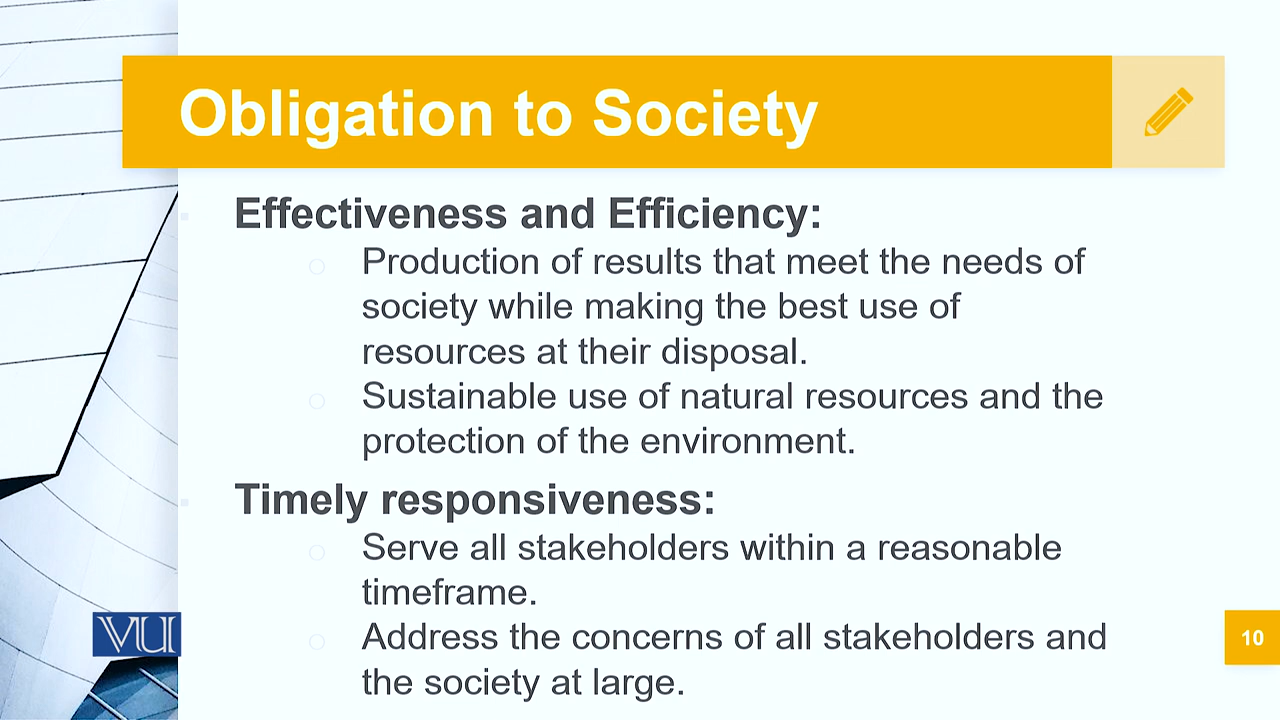 Obligation to Society
Effectiveness and Efficiency:
Production of results that meet the needs of
society while making the best use of
resources at their disposal.
Sustainable use of natural resources and the
protection of the environment.
Timely responsiveness:
Serve all stakeholders within a reasonable
timeframe.
Address the concerns of all stakeholders and
the society at large.
VU
10